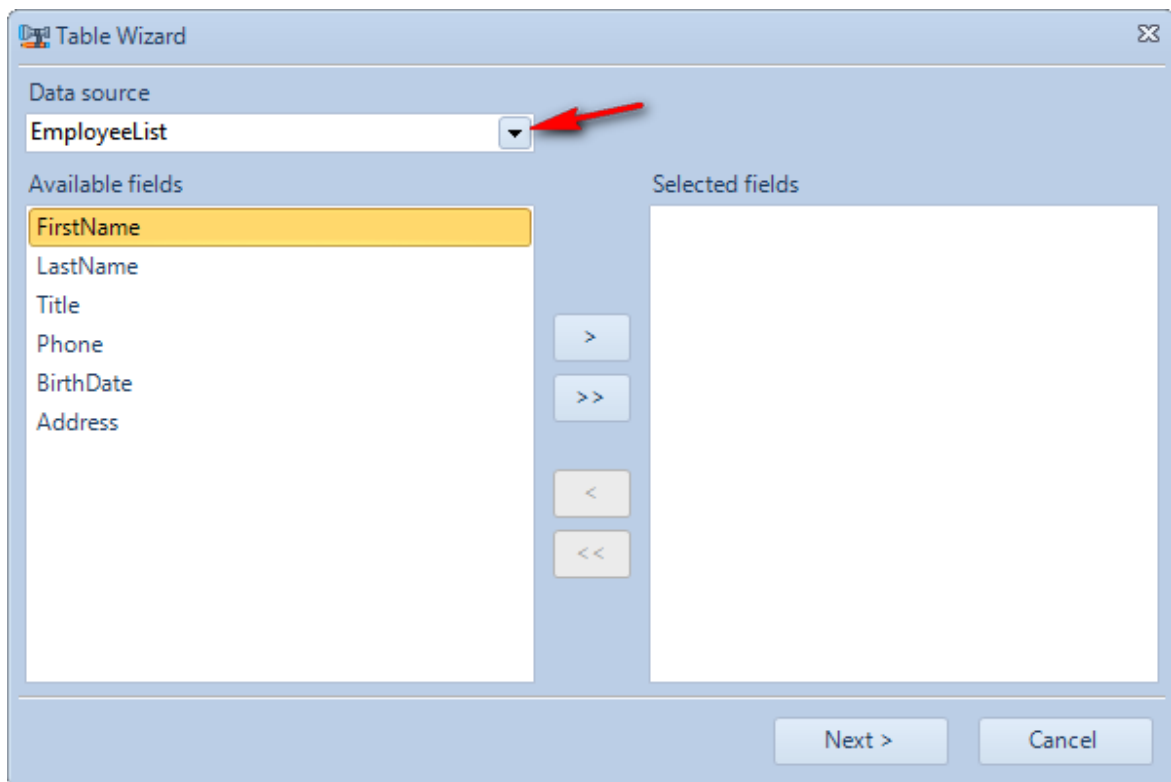 Table Wizard
Data source
EmployeeList
Available fields
Selected fields
FirstName
LastName
Title
Phone
BirthDate
Address
>
>>
<
<<
Next >
Cancel